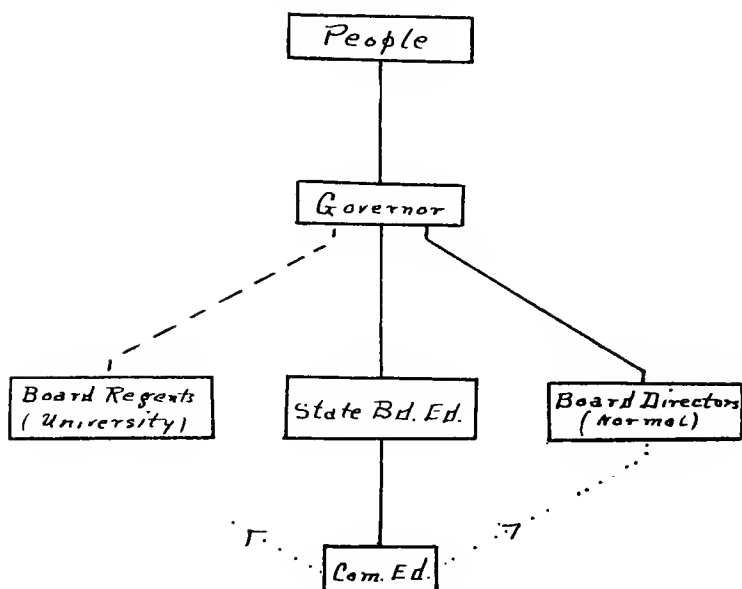 People
Governor
Board Regents
(University)
State Bd. Ed.
Board Directors
(Normal)
Com. Ed.